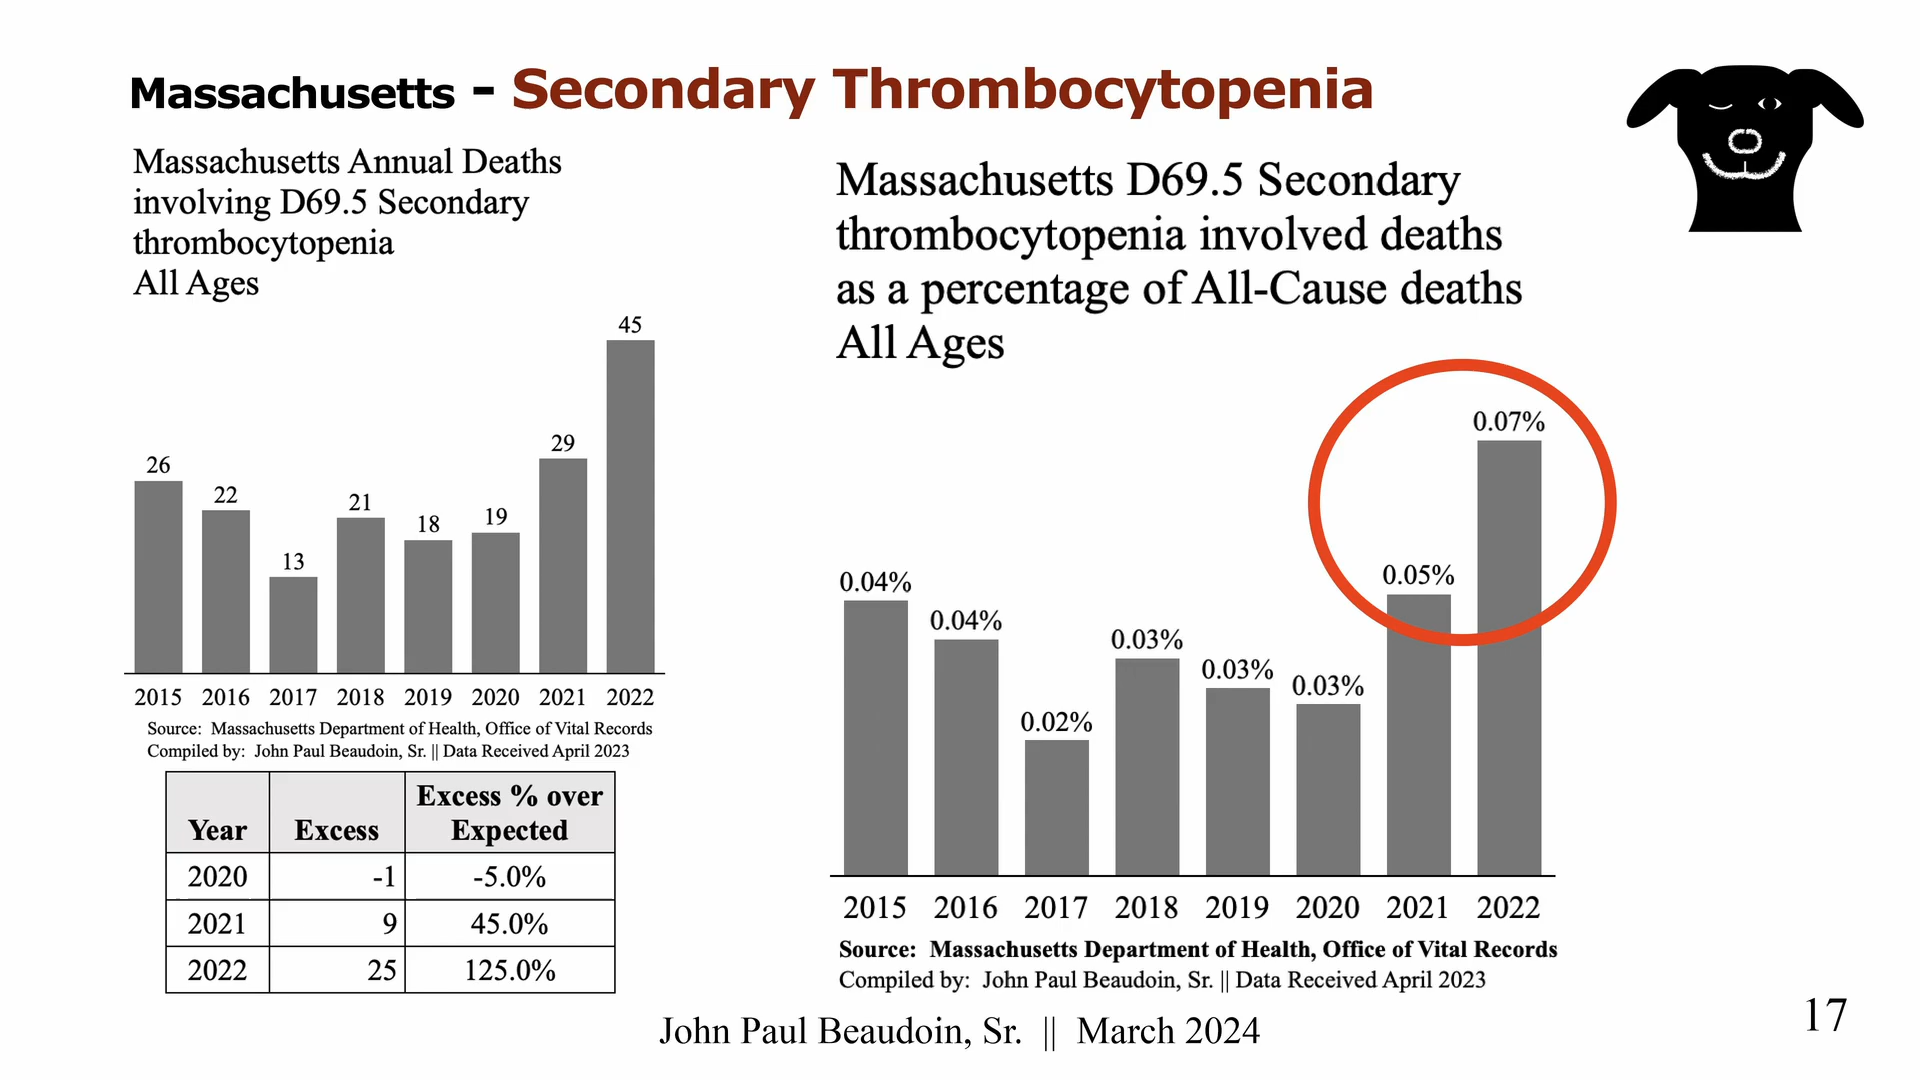 Massachusetts - Secondary Thrombocytopenia
Massachusetts Annual Deaths
involving D69.5 Secondary
thrombocytopenia
All Ages
26
22
13
21
18
19
29
45
2015 2016 2017 2018 2019 2020 2021 2022
Source: Massachusetts Department of Health, Office of Vital Records
Compiled by: John Paul Beaudoin, Sr. || Data Received April 2023
Year Excess Excess % over Expected
2020 -1 -5.0%
2021 9 45.0%
2022 25 125.0%
Massachusetts D69.5 Secondary
thrombocytopenia involved deaths
as a percentage of All-Cause deaths
All Ages
0.04%
0.04%
0.02%
0.03%
0.03%
0.03%
0.05%
0.07%
2015 2016 2017 2018 2019 2020 2021 2022
Source: Massachusetts Department of Health, Office of Vital Records
Compiled by: John Paul Beaudoin, Sr. || Data Received April 2023
John Paul Beaudoin, Sr. || March 2024
17